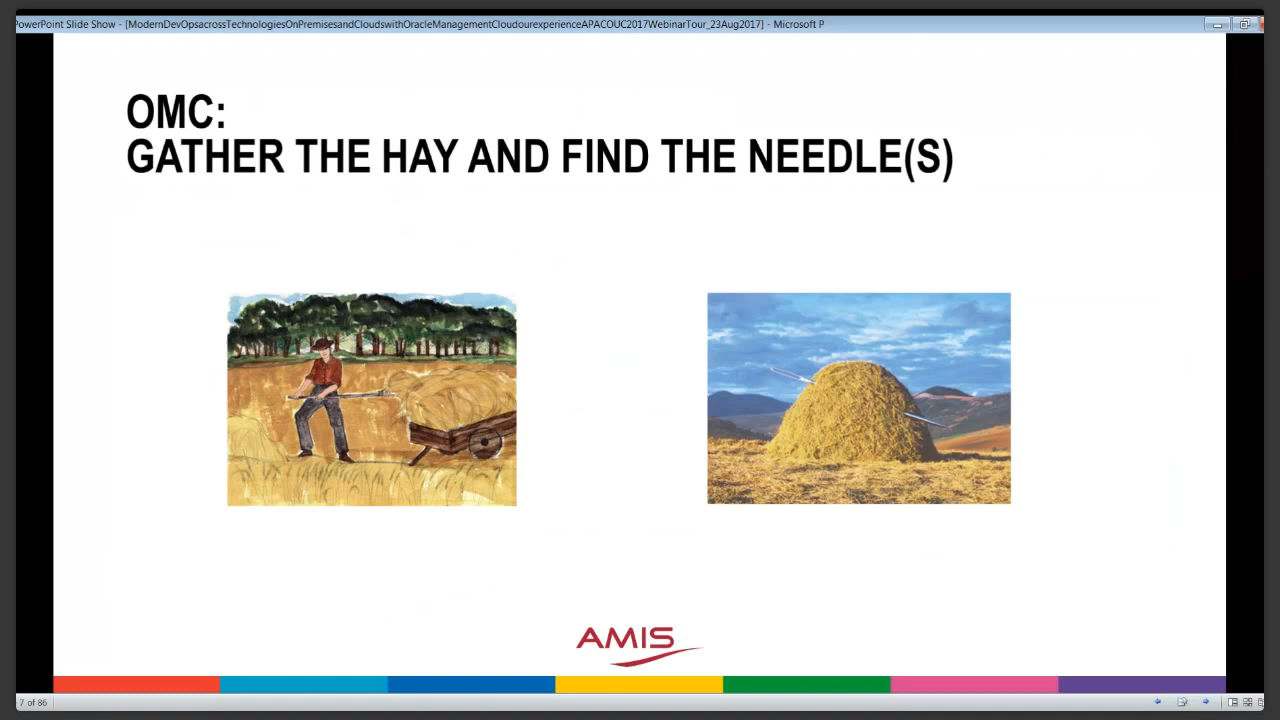 PowerPoint Slide Show - [ModernDevOpsacrossTechnologiesOnPremisesandCloudswithOracleManagementCloudourexperienceAPACOUC2017WebinarTour_23Aug2017] - Microsoft P
OMC:
GATHER THE HAY AND FIND THE NEEDLE(S)
AMIS
7 of 86